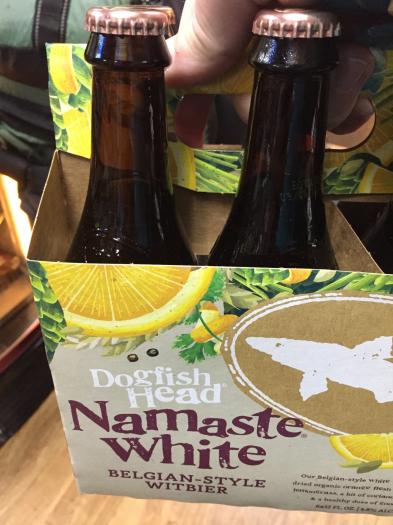 Dogfish
Head
Namaste
White
BELGIAN-STYLE
WITBIER
Our Belgian-style white
dried organic orange flesh
lemongrass, a bit of
& a healthy dose of